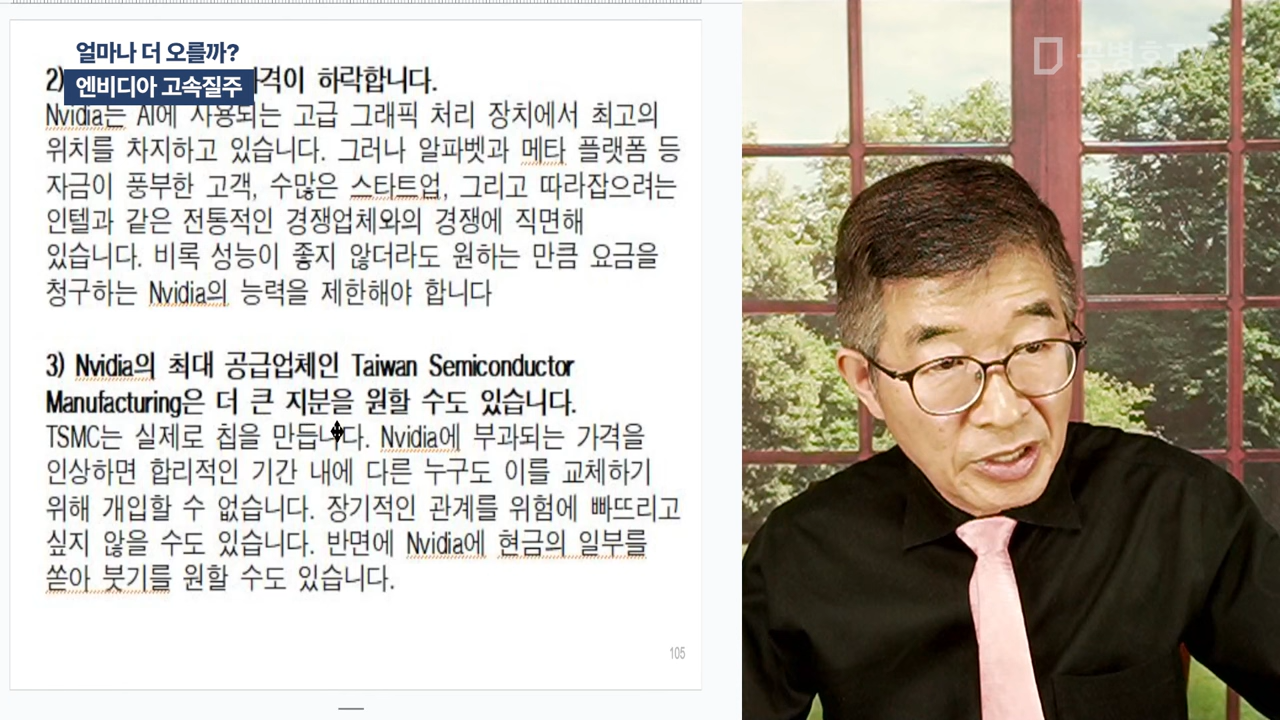 얼마나 더 오를까?
엔비디아 고속질주
2) 가격이 하락합니다.
Nvidia는 AI에 사용되는 고급 그래픽 처리 장치에서 최고의
위치를 차지하고 있습니다. 그러나 알파벳과 메타 플랫폼 등
자금이 풍부한 고객, 수많은 스타트업, 그리고 따라잡으려는
인텔과 같은 전통적인 경쟁업체와의 경쟁에 직면해
있습니다. 비록 성능이 좋지 않더라도 원하는 만큼 요금을
청구하는 Nvidia의 능력을 제한해야 합니다
3) Nvidia의 최대 공급업체인 Taiwan Semiconductor
Manufacturing은 더 큰 지분을 원할 수도 있습니다.
TSMC는 실제로 칩을 만듭니다. Nvidia에 부과되는 가격을
인상하면 합리적인 기간 내에 다른 누구도 이를 교체하기
위해 개입할 수 없습니다. 장기적인 관계를 위험에 빠뜨리고
싶지 않을 수도 있습니다. 반면에 Nvidia에 현금의 일부를
쏟아 붓기를 원할 수도 있습니다.
105
공병호TV